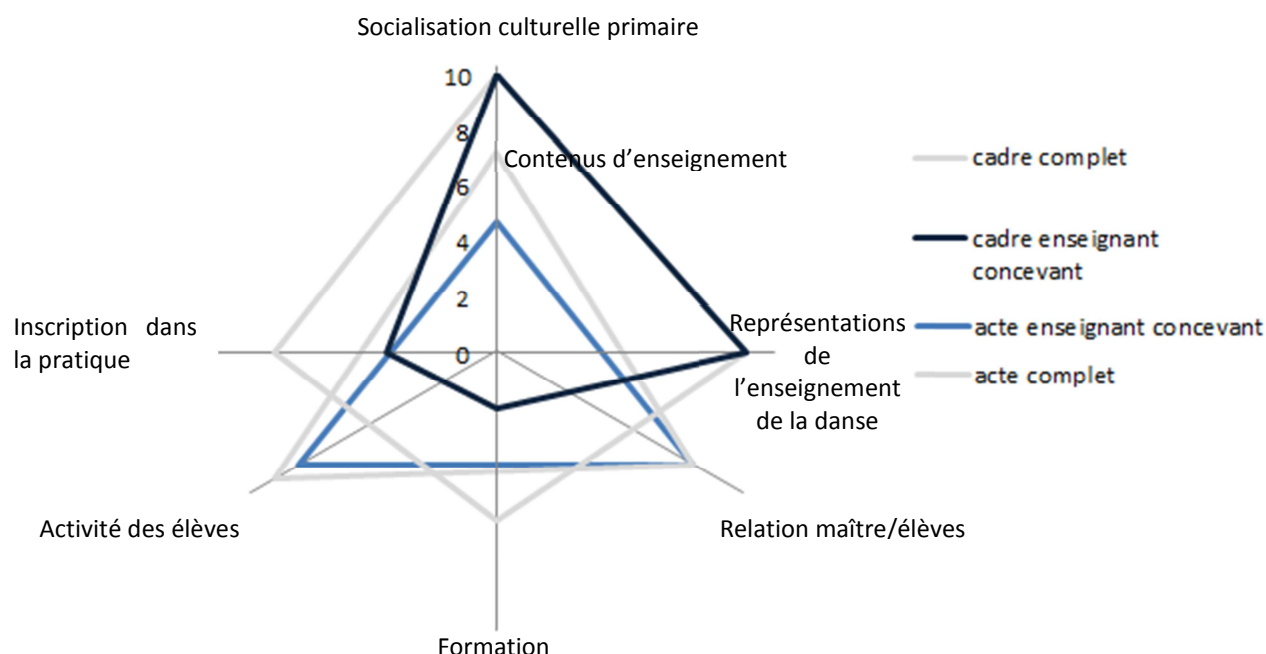 Socialisation culturelle primaire
10
8
Contenus d’enseignement
6
4
2
0
Inscription dans
la pratique
Représentations
de
l’enseignement
de la danse
Activité des élèves
Relation maître/élèves
Formation
cadre complet
cadre enseignant
concevant
acte enseignant concevant
acte complet